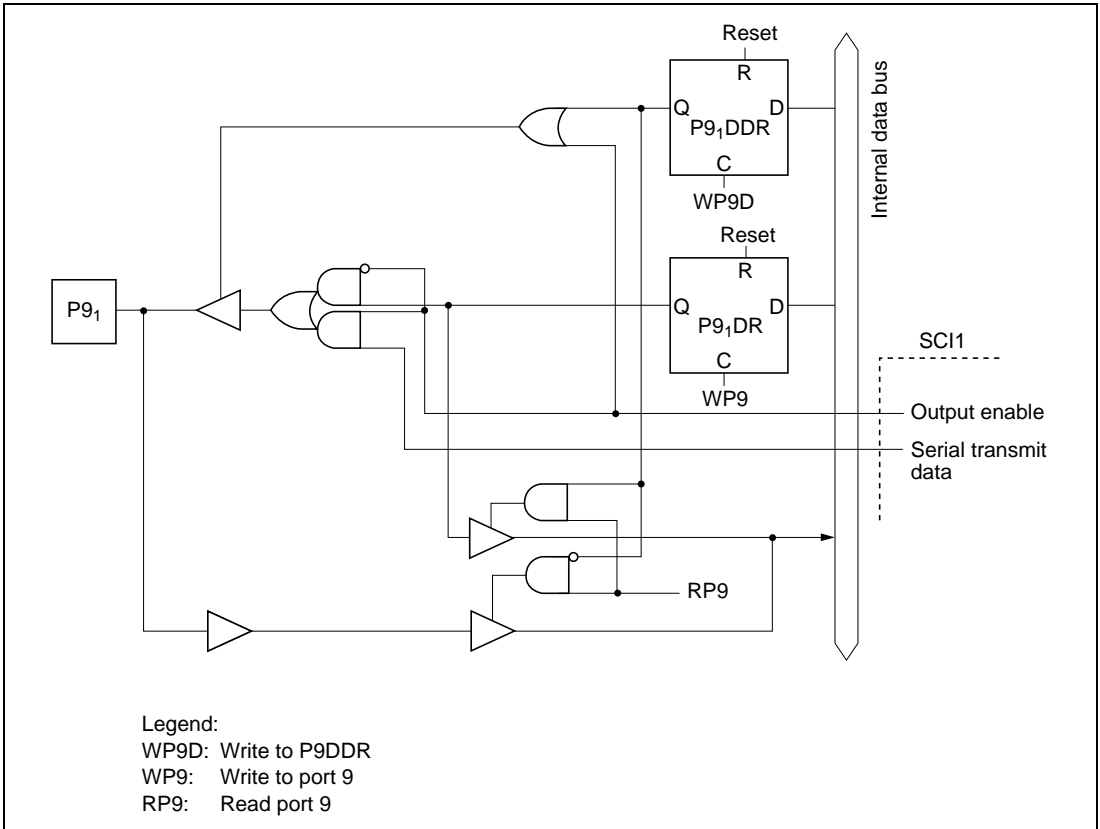 Reset
R
Q
D
P9₁DDR
C
WP9D
Internal data bus
Reset
R
P9₁
Q
D
P9₁DR
C
WP9
SCI1
Output enable
Serial transmit
data
RP9
Legend:
WP9D: Write to P9DDR
WP9: Write to port 9
RP9: Read port 9